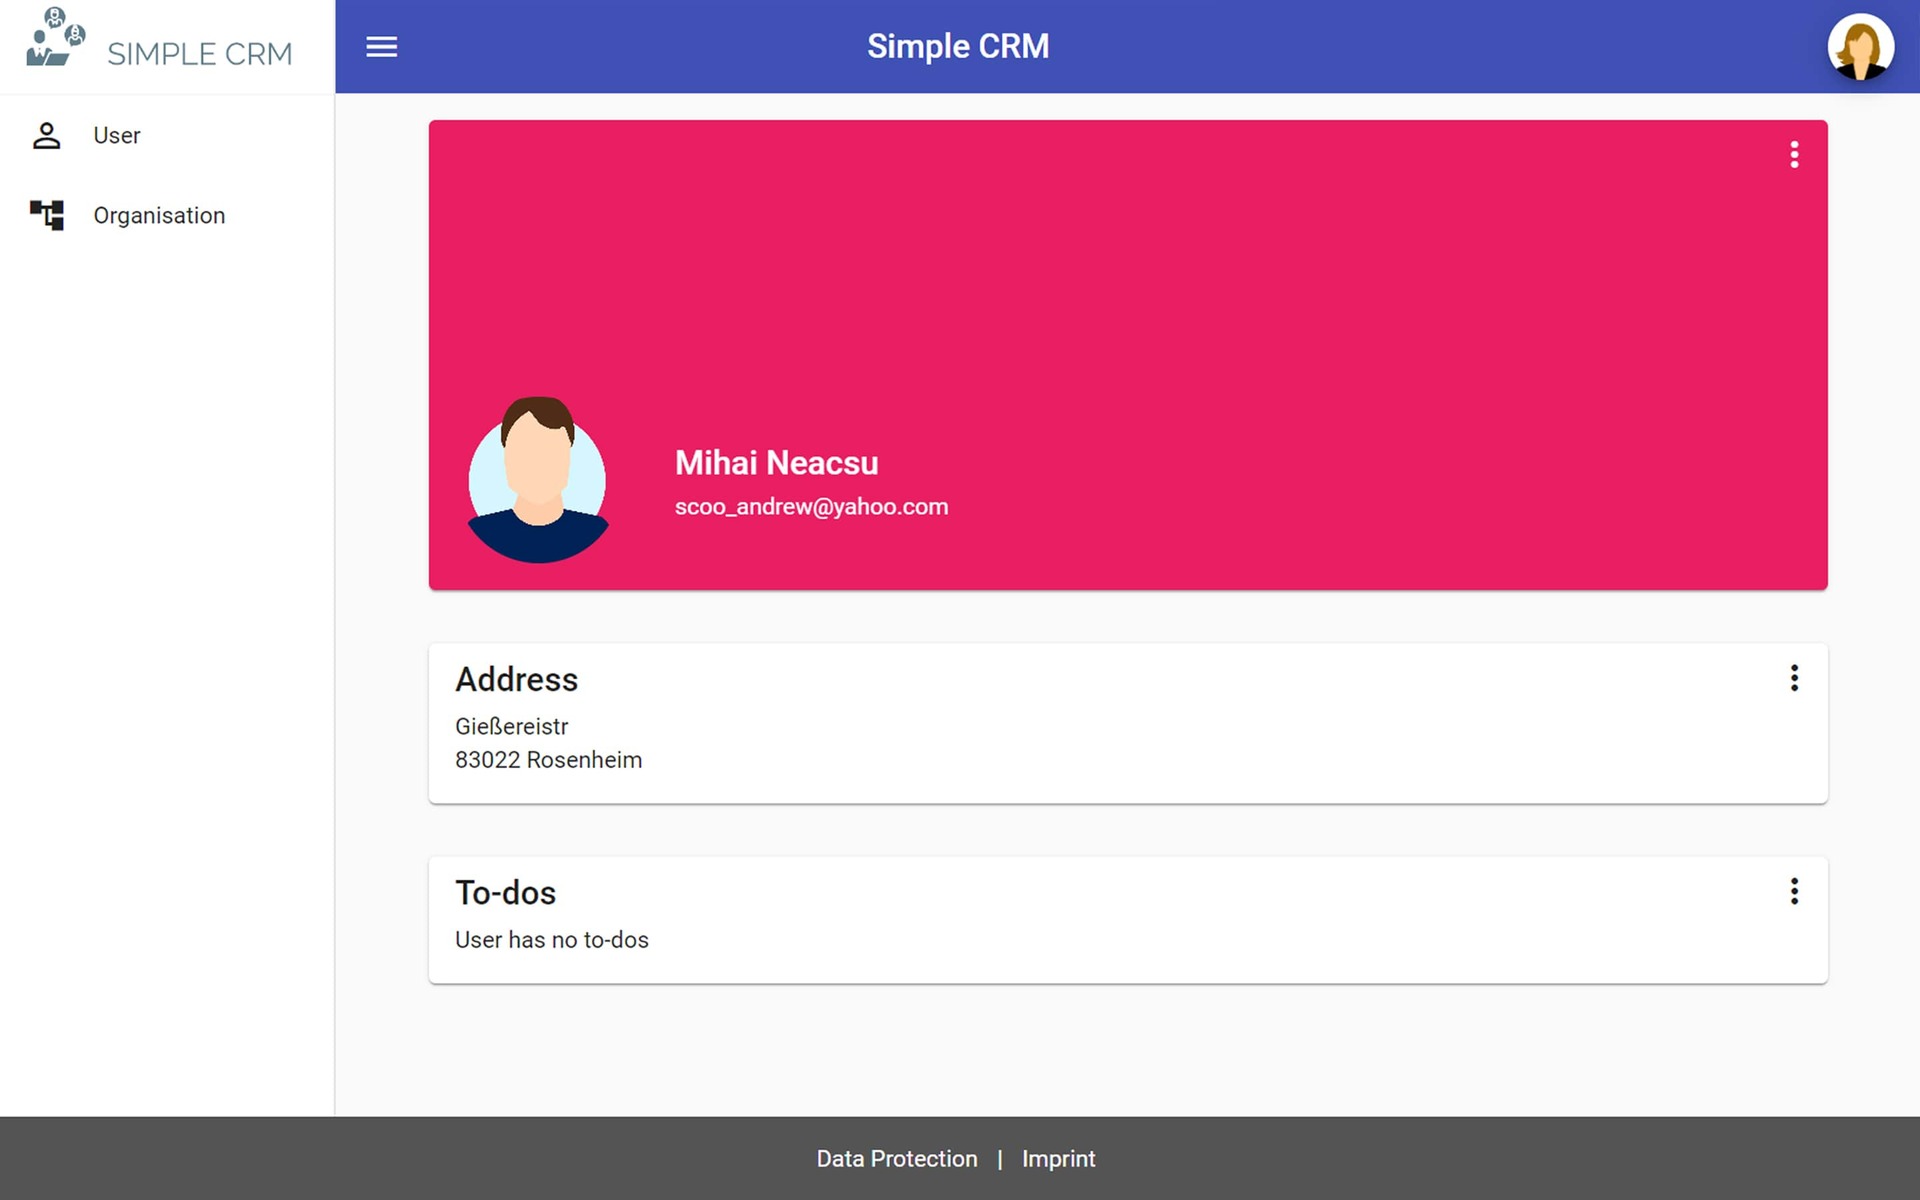 SIMPLE CRM
Simple CRM
User
Organisation
Mihai Neacsu
scoo_andrew@yahoo.com
Address
Gießereistr
83022 Rosenheim
To-dos
User has no to-dos
Data Protection | Imprint